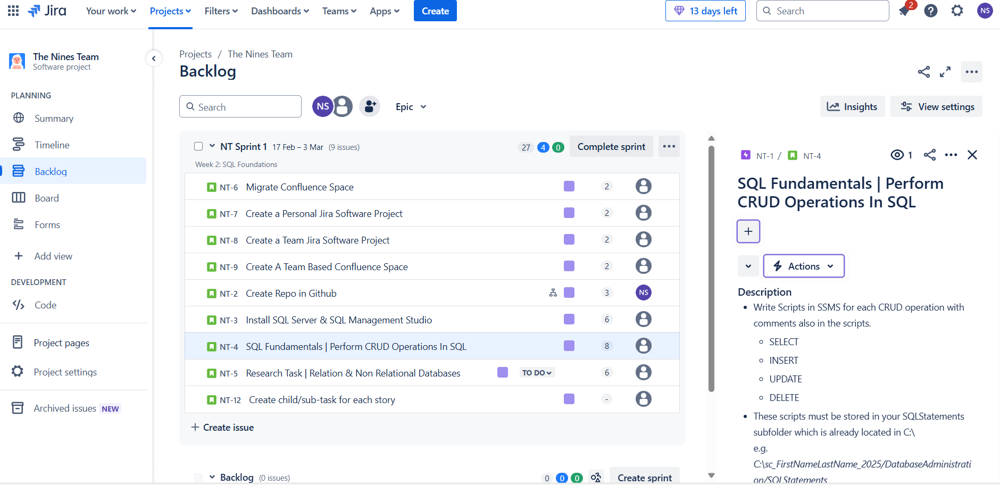 Jira
Your work
Projects
Filters
Dashboards
Teams
Apps
Create
13 days left
Search
2
NS
The Nines Team
Software project
PLANNING
Summary
Timeline
Backlog
Board
Forms
Add view
DEVELOPMENT
Code
Project pages
Project settings
Archived issues NEW
Projects / The Nines Team
Backlog
Search
NS
Epic
Insights
View settings
NT Sprint 1 17 Feb – 3 Mar (9 issues)
27 4 0
Complete sprint
Week 2: SQL Foundations
NT-6 Migrate Confluence Space 2
NT-7 Create a Personal Jira Software Project 2
NT-8 Create a Team Jira Software Project 2
NT-9 Create A Team Based Confluence Space 2
NT-2 Create Repo in Github 3 NS
NT-3 Install SQL Server & SQL Management Studio 6
NT-4 SQL Fundamentals | Perform CRUD Operations In SQL 8
NT-5 Research Task | Relation & Non Relational Databases TO DO 6
NT-12 Create child/sub-task for each story -
+ Create issue
Backlog (0 issues)
0 0 0
Create sprint
NT-1 / NT-4
1
SQL Fundamentals | Perform
CRUD Operations In SQL
Actions
Description
• Write Scripts in SSMS for each CRUD operation with
comments also in the scripts.
◦ SELECT
◦ INSERT
◦ UPDATE
◦ DELETE
• These scripts must be stored in your SQLStatements
subfolder which is already located in C:\
e.g.
C:\sc_FirstNameLastName_2025/DatabaseAdministrati
on/SQLStatements